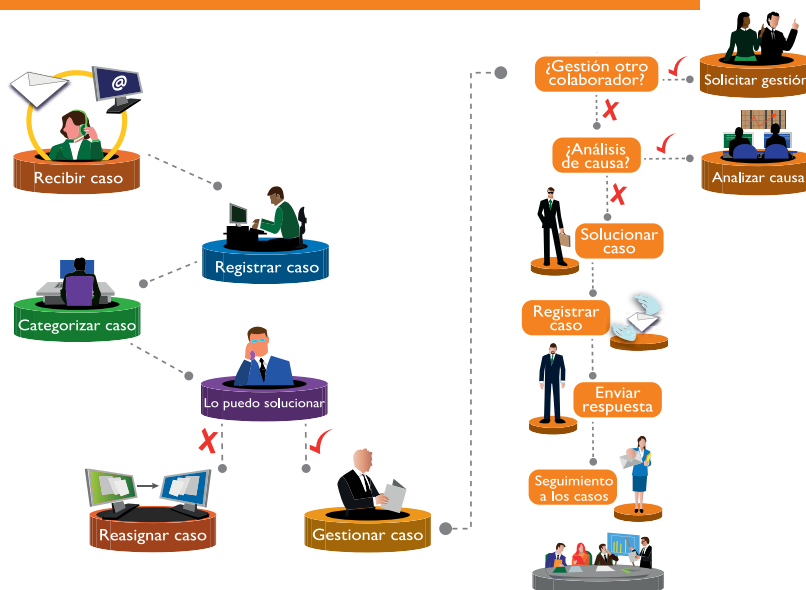 Recibir caso
Registrar caso
Categorizar caso
Lo puedo solucionar
Reasignar caso
Gestionar caso
¿Gestión otro
colaborador?
Solicitar gestión
¿Análisis
de causa?
Analizar causa
Solucionar
caso
Registrar
caso
Enviar
respuesta
Seguimiento
a los casos
@